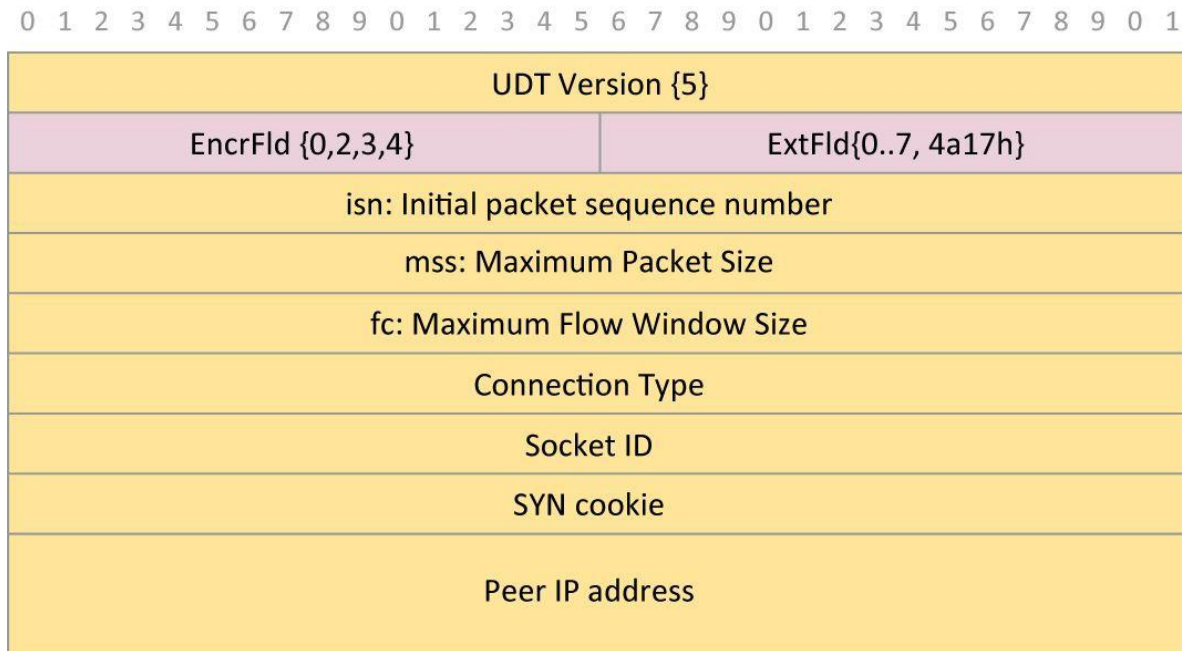 0 1 2 3 4 5 6 7 8 9 0 1 2 3 4 5 6 7 8 9 0 1 2 3 4 5 6 7 8 9 0 1
UDT Version {5}
EncrFld {0,2,3,4} ExtFld{0..7, 4a17h}
isn: Initial packet sequence number
mss: Maximum Packet Size
fc: Maximum Flow Window Size
Connection Type
Socket ID
SYN cookie
Peer IP address